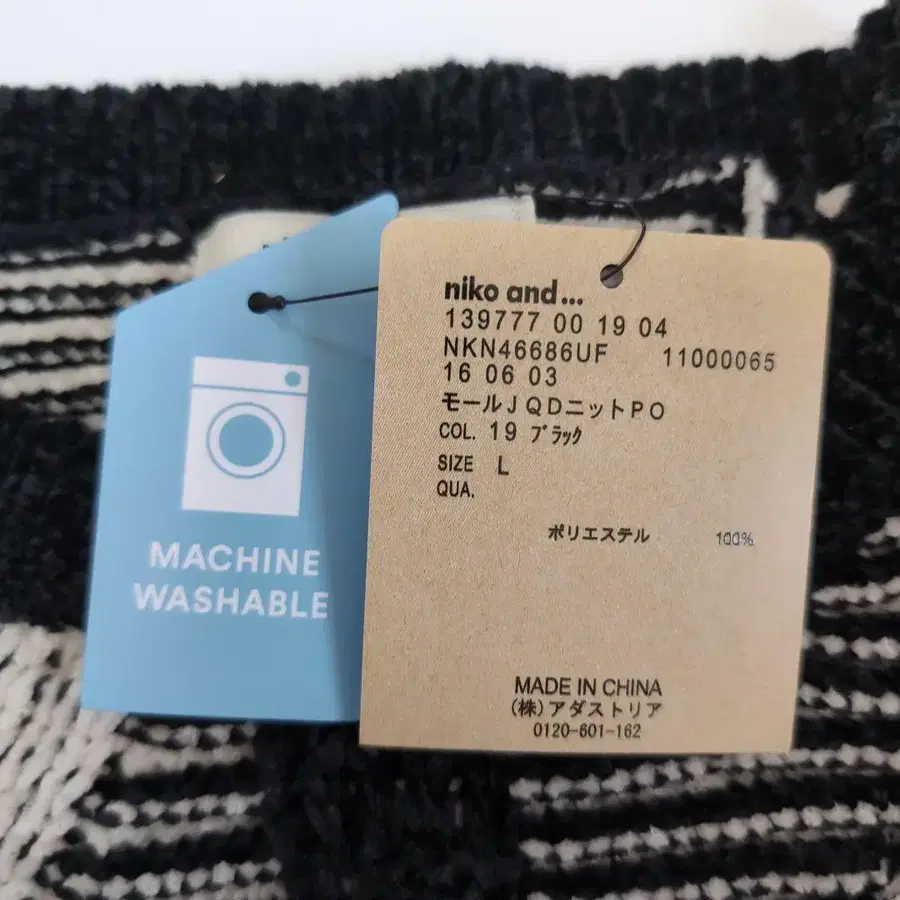 MACHINE
WASHABLE
niko and...
139777 00 19 04
NKN46686UF 11000065
16 06 03
モールJQDニットPO
COL. 19 ブラック
SIZE L
QUA.
ポリエステル 100%
MADE IN CHINA
(株)アダストリア
0120-601-162